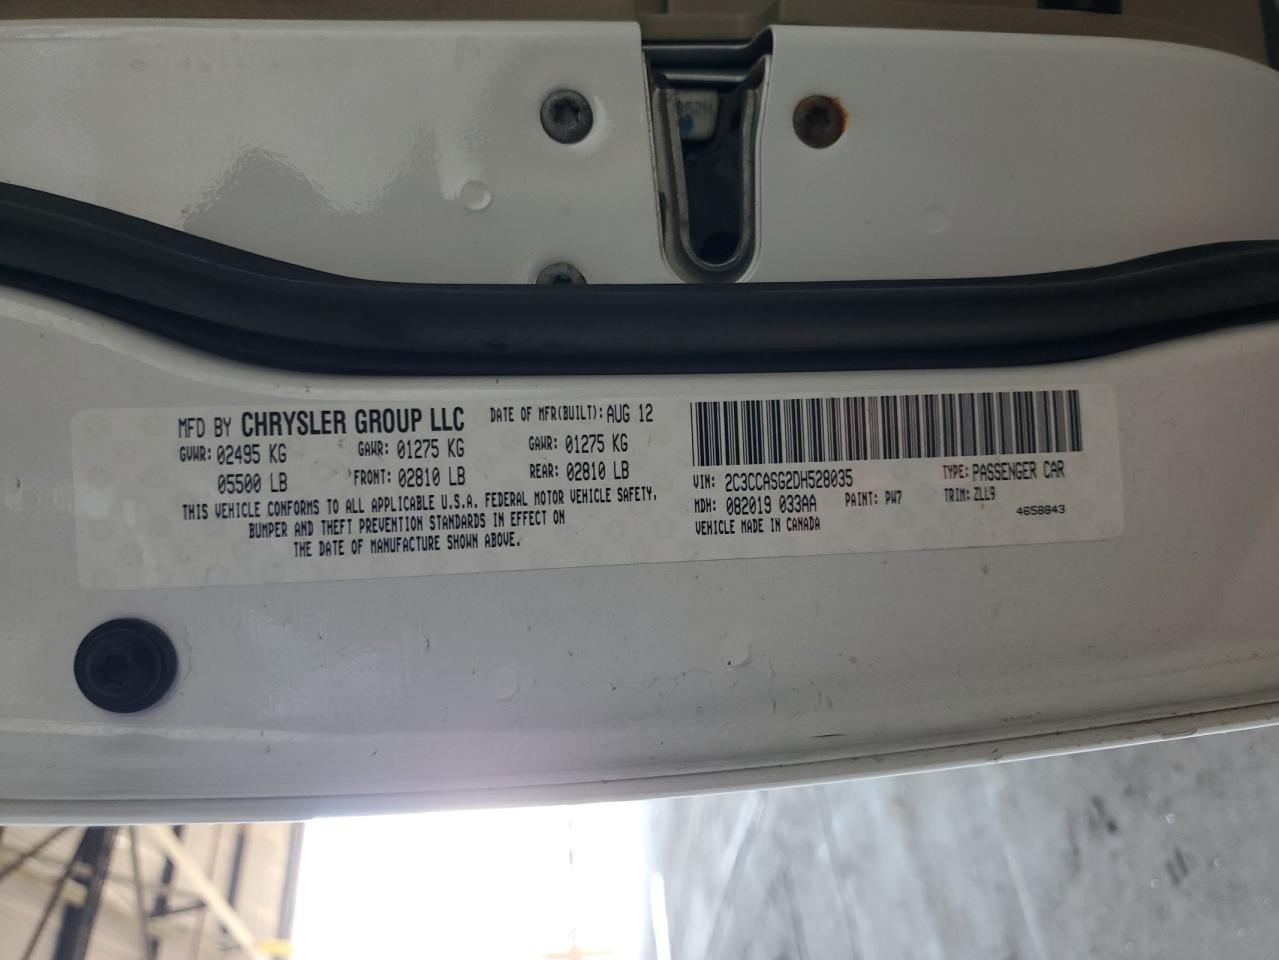 MFD BY CHRYSLER GROUP LLC DATE OF MFR(BUILT): AUG 12
GVWR: 02495 KG GAWR: 01275 KG GAWR: 01275 KG
05500 LB FRONT: 02810 LB REAR: 02810 LB
THIS VEHICLE CONFORMS TO ALL APPLICABLE U.S.A. FEDERAL MOTOR VEHICLE SAFETY,
BUMPER AND THEFT PREVENTION STANDARDS IN EFFECT ON
THE DATE OF MANUFACTURE SHOWN ABOVE.
VIN: 2C3CCASG2DH528035 TYPE: PASSENGER CAR
MDH: 082019 033AA PAINT: PW7 TRIM: ZLL9
VEHICLE MADE IN CANADA 4658843